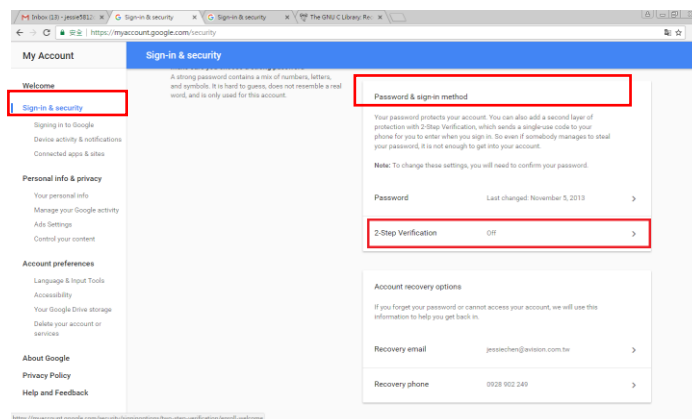 M Inbox (13) - jessie5812
G Sign-in & security
G Sign-in & security
The GNU C Library: Re
安全 | https://myaccount.google.com/security
My Account
Sign-in & security
A strong password contains a mix of numbers, letters,
and symbols. It is hard to guess, does not resemble a real
word, and is only used for this account.
Welcome
Sign-in & security
Signing in to Google
Device activity & notifications
Connected apps & sites
Personal info & privacy
Your personal info
Manage your Google activity
Ads Settings
Control your content
Account preferences
Language & Input Tools
Accessibility
Your Google Drive storage
Delete your account or
services
About Google
Privacy Policy
Help and Feedback
Password & sign-in method
Your password protects your account. You can also add a second layer of
protection with 2-Step Verification, which sends a single-use code to your
phone for you to enter when you sign in. So even if somebody manages to steal
your password, it is not enough to get into your account.
Note: To change these settings, you will need to confirm your password.
Password Last changed: November 5, 2013
2-Step Verification Off
Account recovery options
If you forget your password or cannot access your account, we will use this
information to help you get back in.
Recovery email jessiechen@avision.com.tw
Recovery phone 0928 902 249